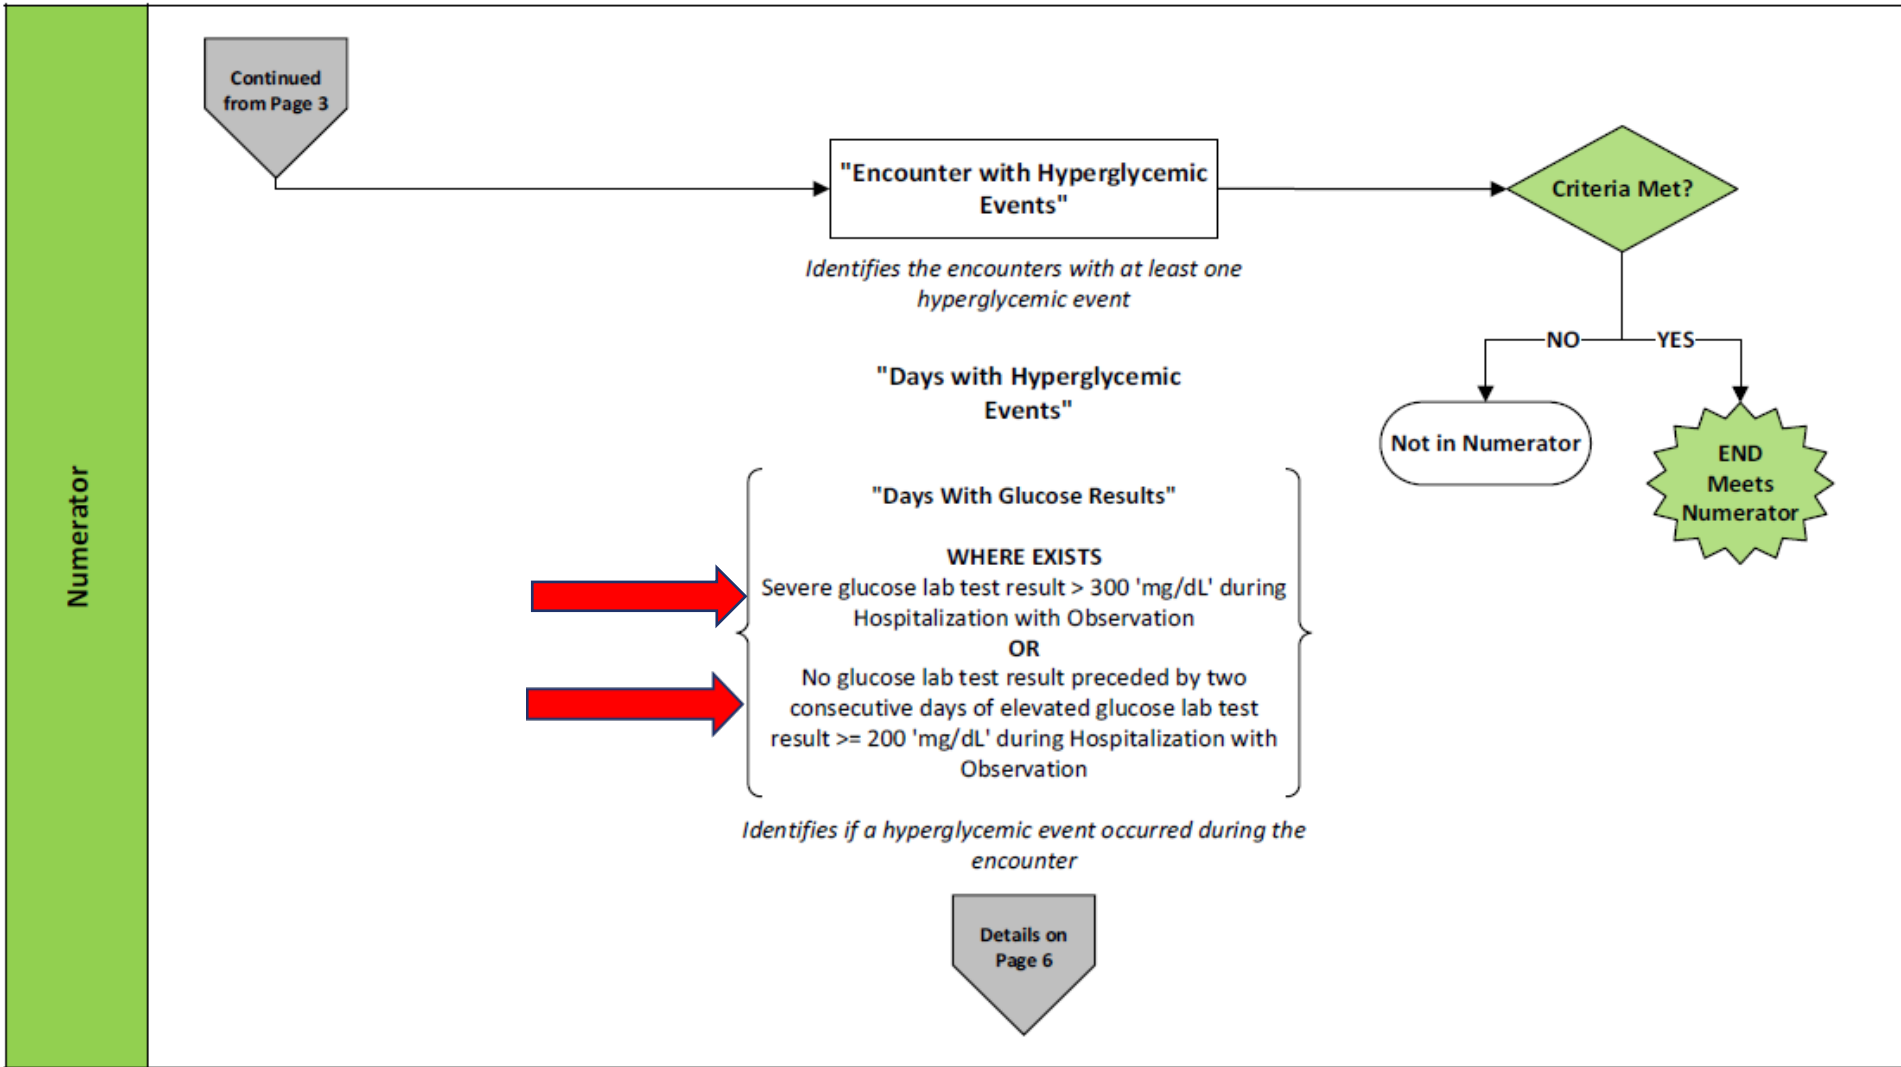 Numerator
Continued
from Page 3
"Encounter with Hyperglycemic
Events"
Identifies the encounters with at least one
hyperglycemic event
Criteria Met?
NO
YES
Not in Numerator
END
Meets
Numerator
"Days with Hyperglycemic
Events"
"Days With Glucose Results"
WHERE EXISTS
Severe glucose lab test result > 300 'mg/dL' during
Hospitalization with Observation
OR
No glucose lab test result preceded by two
consecutive days of elevated glucose lab test
result >= 200 'mg/dL' during Hospitalization with
Observation
Identifies if a hyperglycemic event occurred during the
encounter
Details on
Page 6